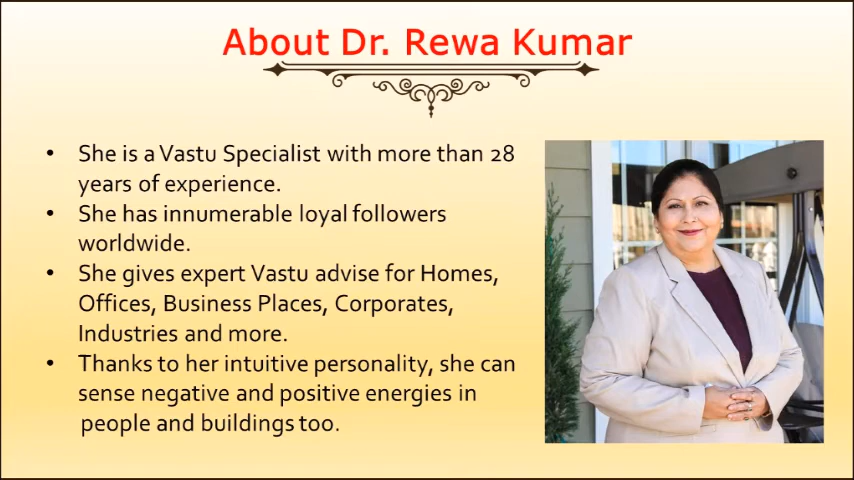 About Dr. Rewa Kumar
• She is a Vastu Specialist with more than 28
years of experience.
• She has innumerable loyal followers
worldwide.
• She gives expert Vastu advise for Homes,
Offices, Business Places, Corporates,
Industries and more.
• Thanks to her intuitive personality, she can
sense negative and positive energies in
people and buildings too.